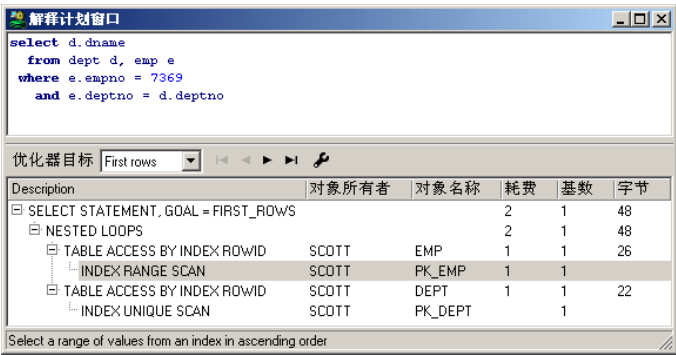 解释计划窗口
select d.dname
from dept d, emp e
where e.empno = 7369
and e.deptno = d.deptno
优化器目标 First rows
Description 对象所有者 对象名称 耗费 基数 字节
SELECT STATEMENT, GOAL = FIRST_ROWS 2 1 48
NESTED LOOPS 2 1 48
TABLE ACCESS BY INDEX ROWID SCOTT EMP 1 1 26
INDEX RANGE SCAN SCOTT PK_EMP 1 1
TABLE ACCESS BY INDEX ROWID SCOTT DEPT 1 1 22
INDEX UNIQUE SCAN SCOTT PK_DEPT 1
Select a range of values from an index in ascending order